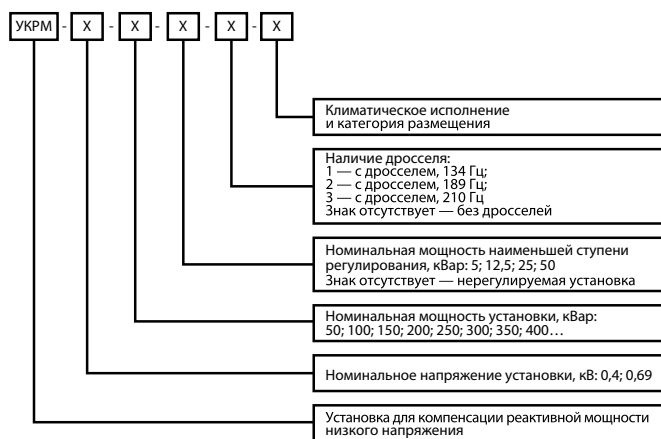 УКРМ - X - X - X - X - X
Климатическое исполнение
и категория размещения
Наличие дросселя:
1 — с дросселем, 134 Гц;
2 — с дросселем, 189 Гц;
3 — с дросселем, 210 Гц
Знак отсутствует — без дросселей
Номинальная мощность наименьшей ступени
регулирования, кВар: 5; 12,5; 25; 50
Знак отсутствует — нерегулируемая установка
Номинальная мощность установки, кВар:
50; 100; 150; 200; 250; 300; 350; 400…
Номинальное напряжение установки, кВ: 0,4; 0,69
Установка для компенсации реактивной мощности
низкого напряжения